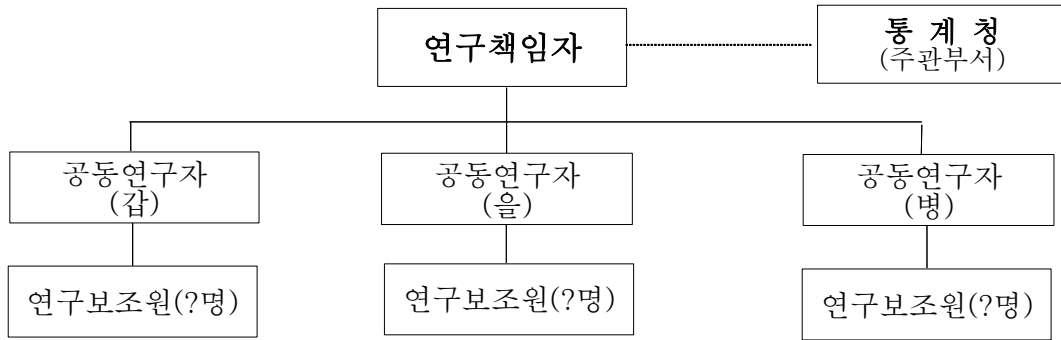 연구책임자
통 계 청
(주관부서)
공동연구자
(갑)
공동연구자
(을)
공동연구자
(병)
연구보조원(?명)
연구보조원(?명)
연구보조원(?명)